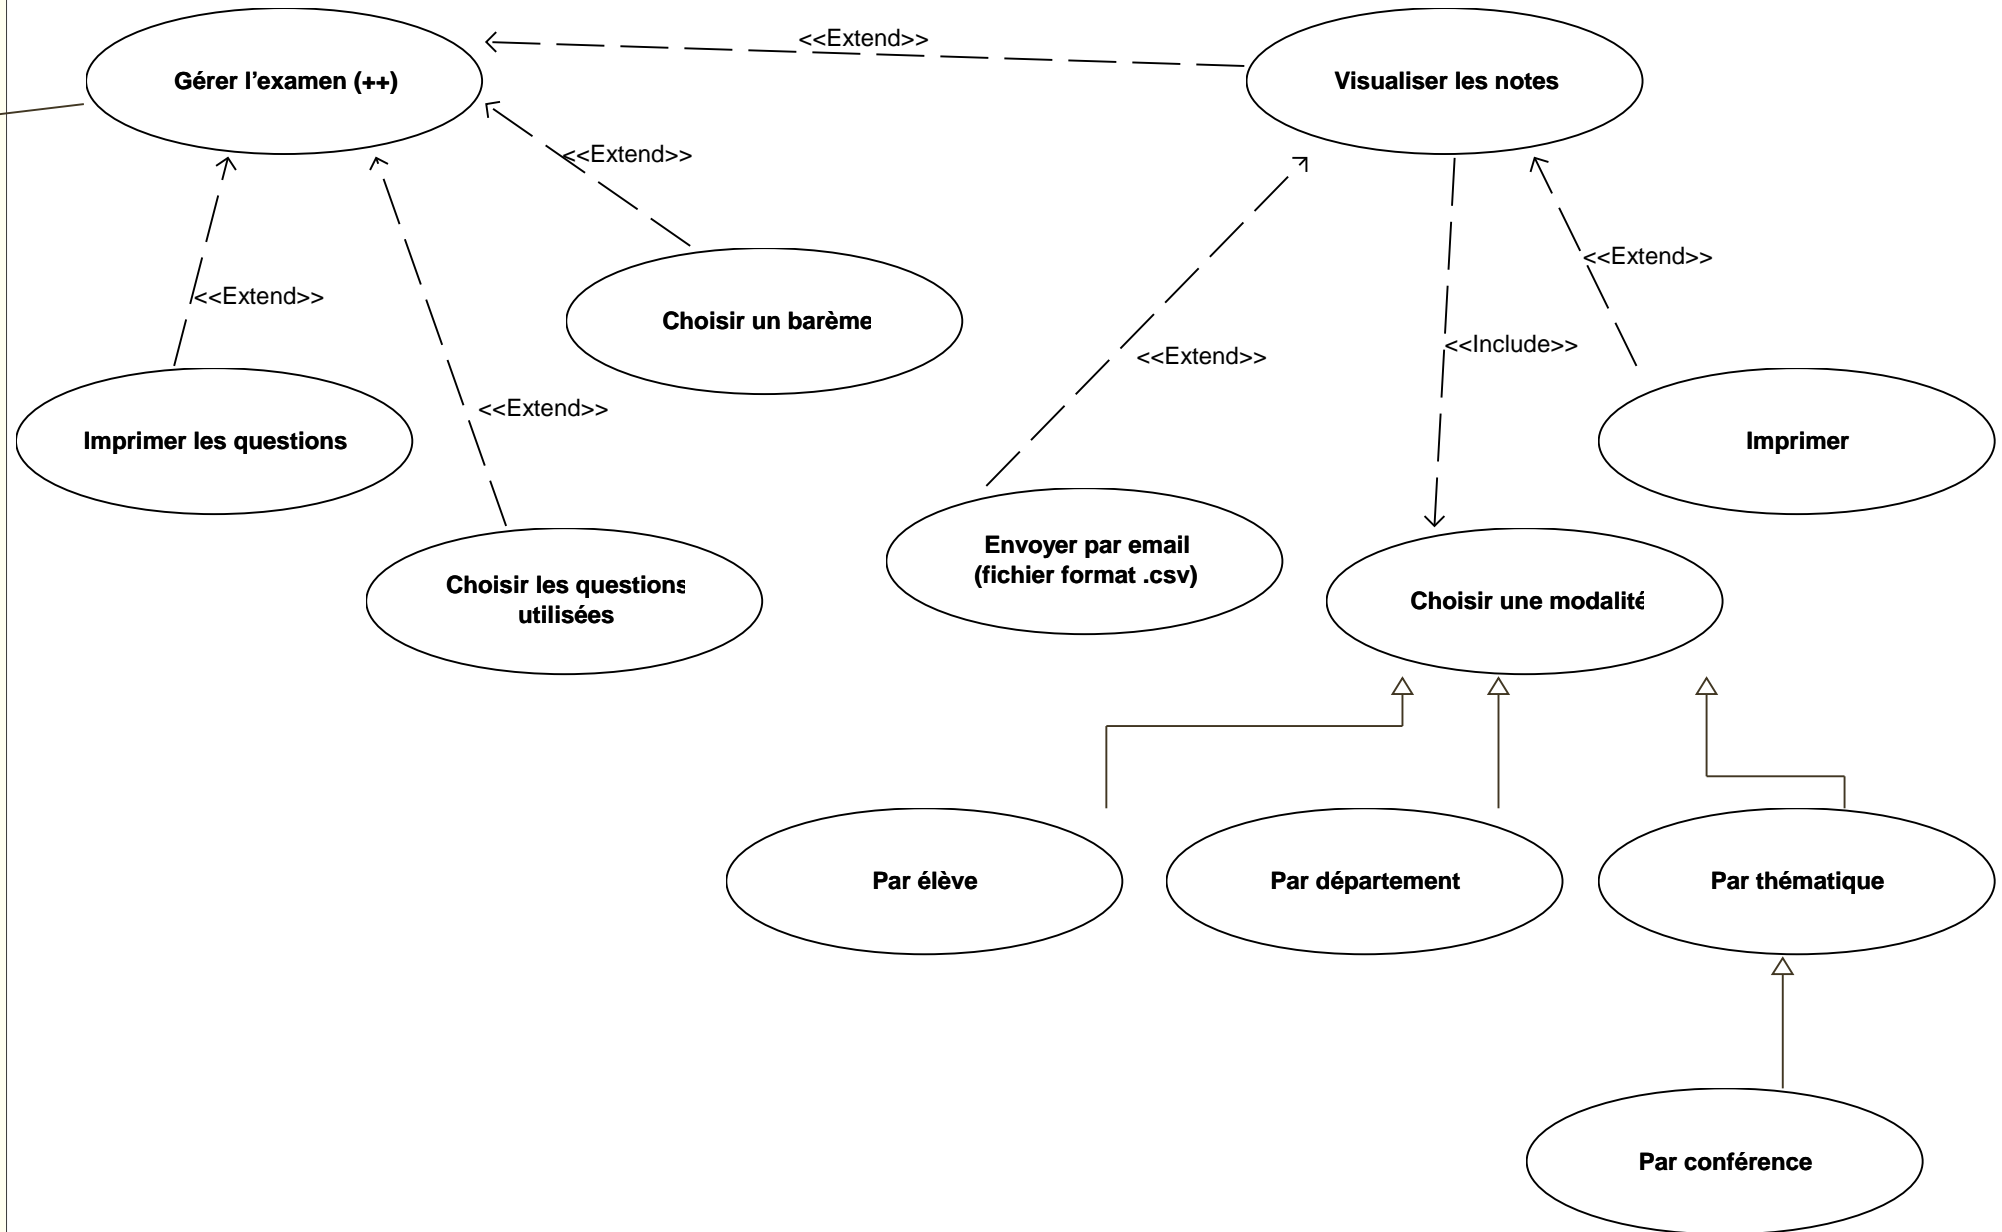 <<Extend>>
Gérer l'examen (++)
Visualiser les notes
<<Extend>>
<<Extend>>
<<Extend>>
Choisir un barème
<<Include>>
<<Extend>>
<<Extend>>
Imprimer les questions
Imprimer
Envoyer par email
(fichier format .csv)
Choisir les questions
utilisées
Choisir une modalité
Par élève
Par département
Par thématique
Par conférence